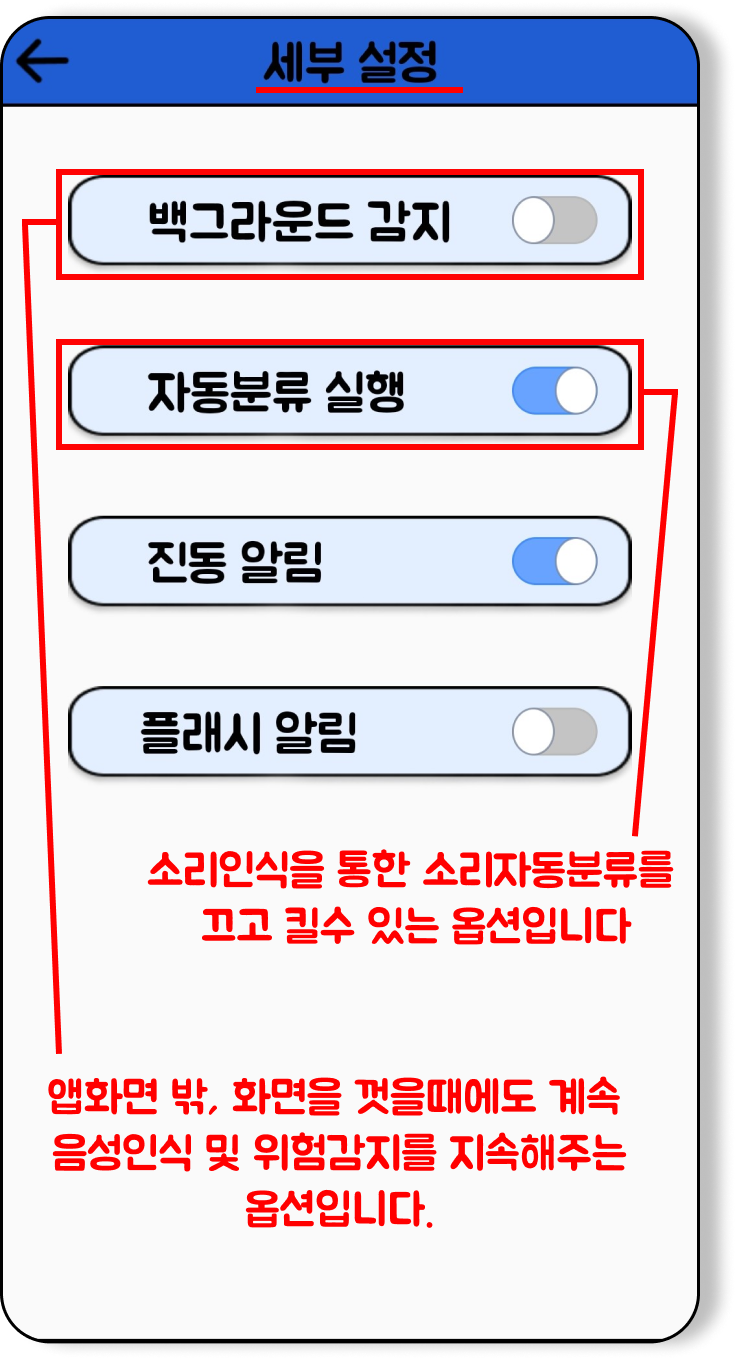 세부 설정
백그라운드 감지
자동분류 실행
진동 알림
플래시 알림
소리인식을 통한 소리자동분류를
끄고 킬수 있는 옵션입니다
앱화면 밖, 화면을 껏을때에도 계속
음성인식 및 위험감지를 지속해주는
옵션입니다.